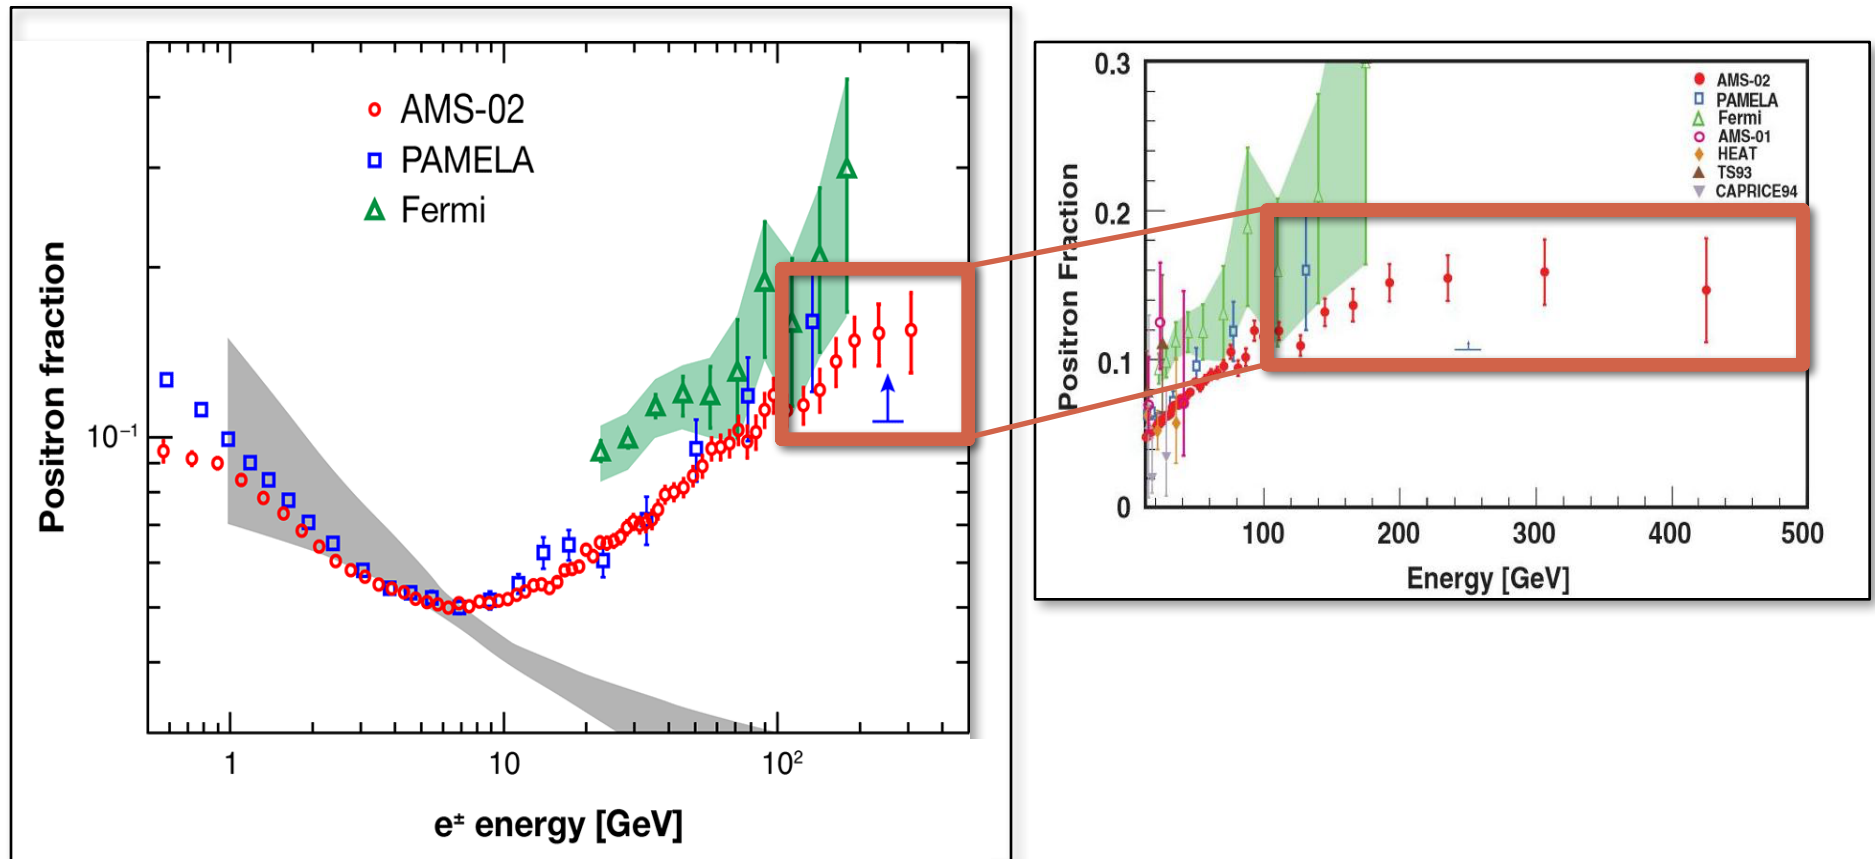 AMS-02
PAMELA
Fermi
Positron fraction
10⁻¹
1
10
10²
e± energy [GeV]
0.3
0.2
0.1
0
Positron Fraction
AMS-02
PAMELA
Fermi
AMS-01
HEAT
TS93
CAPRICE94
100
200
300
400
500
Energy [GeV]